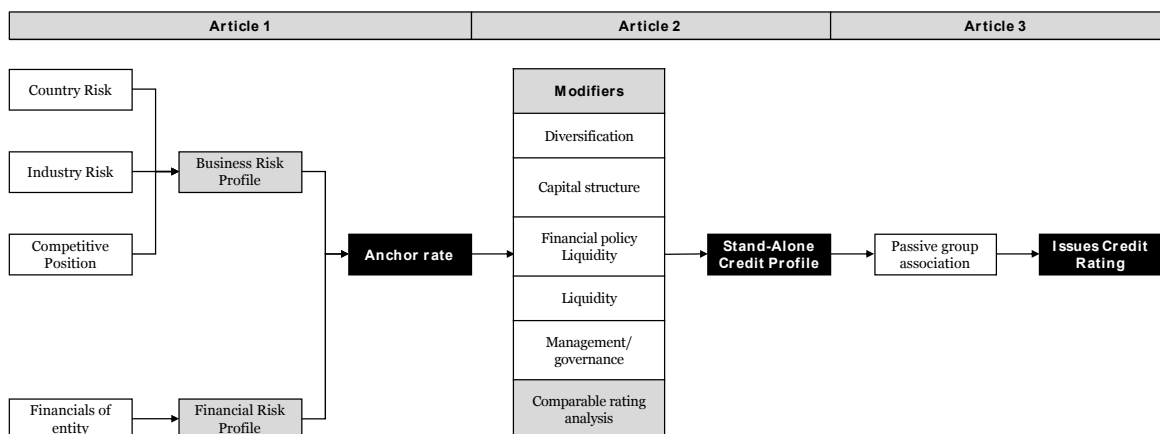 Article 1
Article 2
Article 3
Country Risk
Industry Risk
Competitive
Position
Financials of
entity
Business Risk
Profile
Financial Risk
Profile
Anchor rate
Modifiers
Diversification
Capital structure
Financial policy
Liquidity
Liquidity
Management/
governance
Comparable rating
analysis
Stand-Alone
Credit Profile
Passive group
association
Issues Credit
Rating